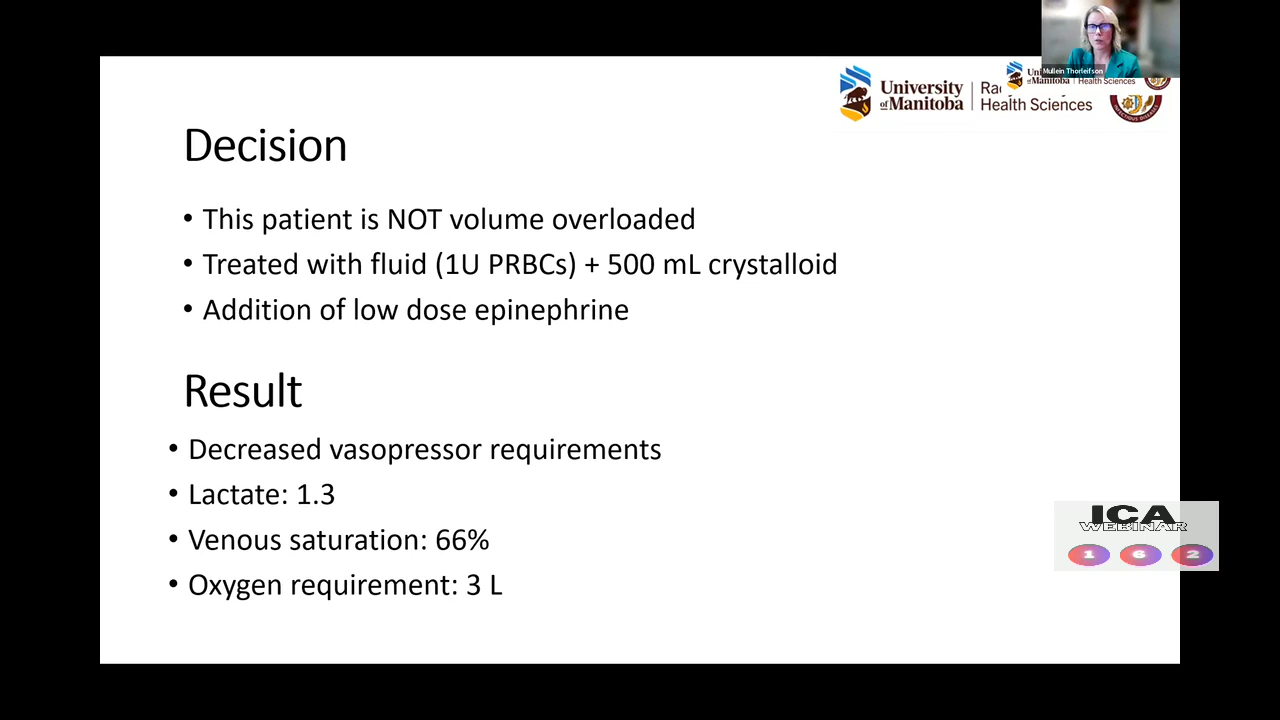 Mullein Thorleifson
University
of Manitoba
Health Sciences
Decision
• This patient is NOT volume overloaded
• Treated with fluid (1U PRBCs) + 500 mL crystalloid
• Addition of low dose epinephrine
Result
• Decreased vasopressor requirements
• Lactate: 1.3
• Venous saturation: 66%
• Oxygen requirement: 3 L
ICA
WEBINAR
1 6 2